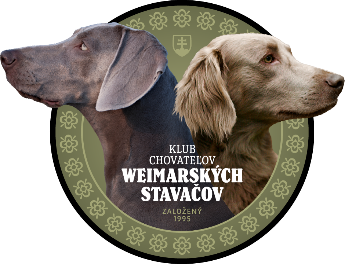 KLUB
CHOVATEĽOV
WEIMARSKÝCH
STAVAČOV
ZALOŽENÝ
1995